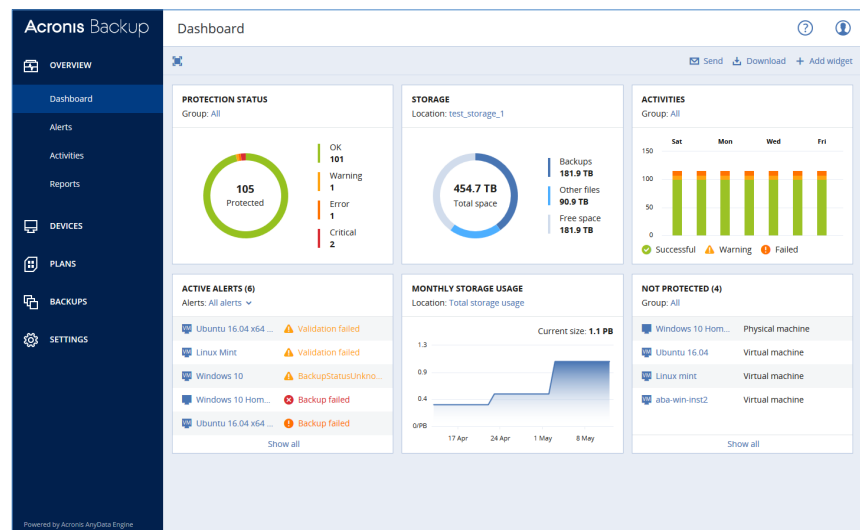 Acronis Backup
OVERVIEW
Dashboard
Alerts
Activities
Reports
DEVICES
PLANS
BACKUPS
SETTINGS
Powered by Acronis AnyData Engine
Dashboard
Send Download + Add widget
PROTECTION STATUS
Group: All
105
Protected
OK
101
Warning
1
Error
1
Critical
2
STORAGE
Location: test_storage_1
454.7 TB
Total space
Backups
181.9 TB
Other files
90.9 TB
Free space
181.9 TB
ACTIVITIES
Group: All
Sat Mon Wed Fri
150
100
50
0
Successful Warning Failed
ACTIVE ALERTS (6)
Alerts: All alerts
VM Ubuntu 16.04 x64 ... Validation failed
VM Linux Mint Validation failed
VM Windows 10 BackupStatusUnkno...
Windows 10 Hom... Backup failed
VM Ubuntu 16.04 x64 ... Backup failed
Show all
MONTHLY STORAGE USAGE
Location: Total storage usage
Current size: 1.1 PB
1.3
0.9
0.4
0/PB
17 Apr 24 Apr 1 May 8 May
NOT PROTECTED (4)
Group: All
Windows 10 Hom... Physical machine
VM Ubuntu 16.04 Virtual machine
VM Linux mint Virtual machine
VM aba-win-inst2 Virtual machine
Show all